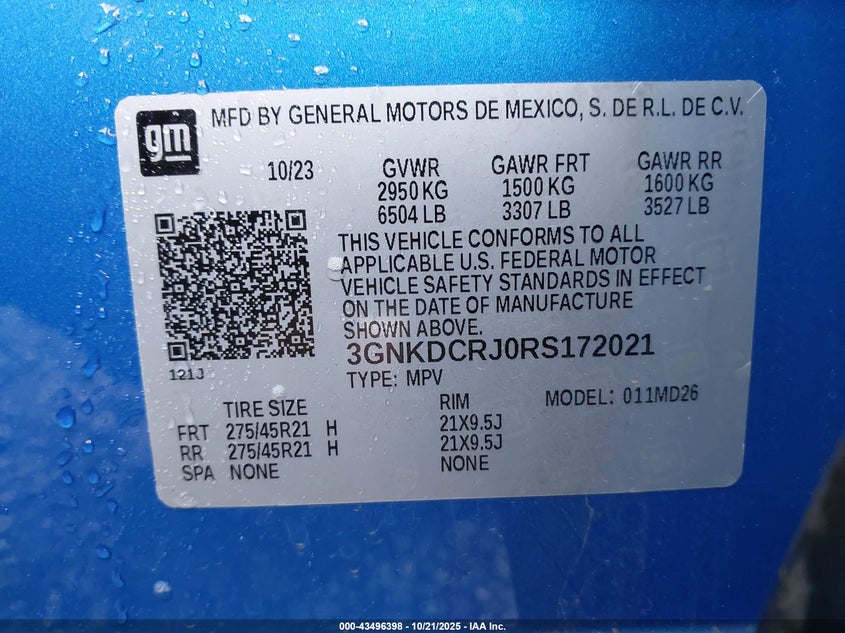 gm
MFD BY GENERAL MOTORS DE MEXICO, S. DE R.L. DE C.V.
10/23 GVWR GAWR FRT GAWR RR
2950 KG 1500 KG 1600 KG
6504 LB 3307 LB 3527 LB
THIS VEHICLE CONFORMS TO ALL
APPLICABLE U.S. FEDERAL MOTOR
VEHICLE SAFETY STANDARDS IN EFFECT
ON THE DATE OF MANUFACTURE
SHOWN ABOVE.
3GNKDCRJ0RS172021
121J
TYPE: MPV
TIRE SIZE RIM MODEL: 011MD26
FRT 275/45R21 H 21X9.5J
RR 275/45R21 H 21X9.5J
SPA NONE NONE
000-43496398 - 10/21/2025 - IAA Inc.